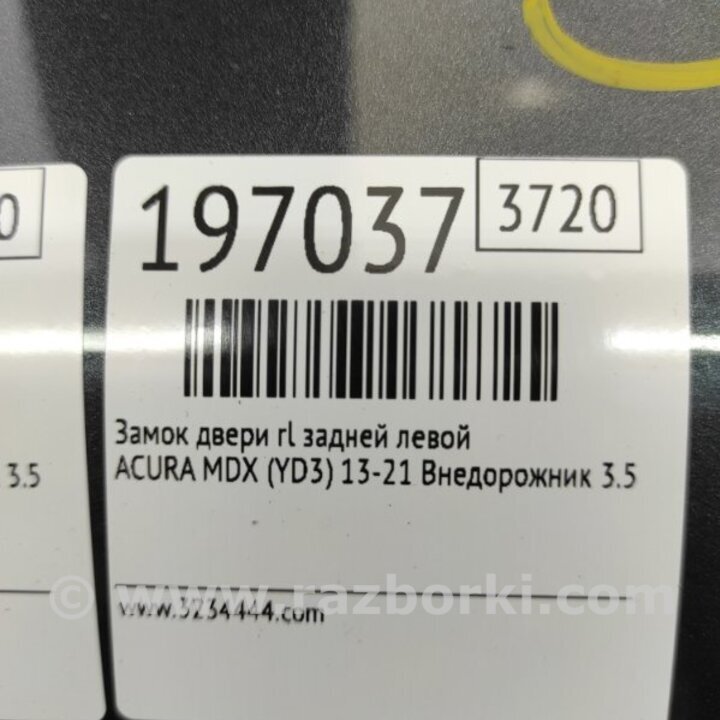 197037
3720
Замок двери rl задней левой
ACURA MDX (YD3) 13-21 Внедорожник 3.5
www.3234444.com
© www.razborki.com
0
3.5